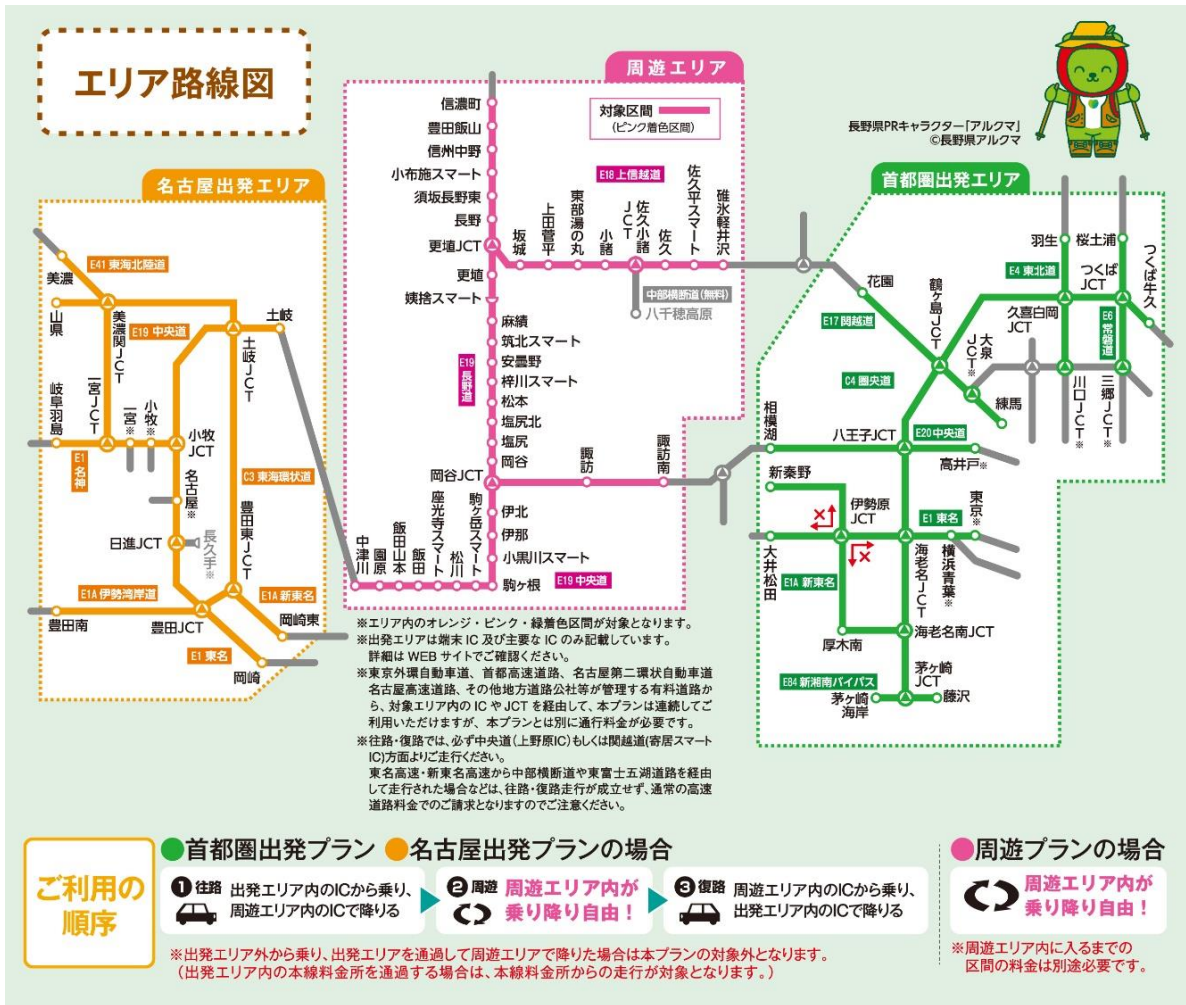 エリア路線図
周遊エリア
対象区間
(ピンク着色区間)
長野県PRキャラクター「アルクマ」
©長野県アルクマ
名古屋出発エリア
首都圏出発エリア
信濃町
豊田飯山
信州中野
小布施スマート
須坂長野東
長野
更埴JCT
更埴
姨捨スマート
麻績
筑北スマート
安曇野
梓川スマート
松本
塩尻北
塩尻
岡谷
岡谷JCT
伊北
伊那
小黒川スマート
駒ヶ根
E18 上信越道
坂城
上田菅平
東部湯の丸
小諸
佐久小諸JCT
佐久
佐久平スマート
碓氷軽井沢
中部横断道(無料)
八千穂高原
E19 長野道
諏訪
諏訪南
中津川
園原
飯田山本
飯田
座光寺スマート
松川
駒ヶ岳スマート
E19 中央道
E41 東海北陸道
美濃
山県
美濃関JCT
E19 中央道
土岐
土岐JCT
岐阜羽島
一宮JCT
一宮※
小牧※
小牧JCT
E1 名神
名古屋※
C3 東海環状道
日進JCT
長久手※
豊田東JCT
E1A 伊勢湾岸道
E1A 新東名
豊田南
豊田JCT
岡崎東
E1 東名
岡崎
羽生
桜土浦
つくば牛久
E4 東北道
つくばJCT
花園
鶴ヶ島JCT
久喜白岡JCT
E6 常磐道
E17 関越道
大泉JCT※
C4 圏央道
練馬
川口JCT※
三郷JCT※
相模湖
八王子JCT
E20 中央道
高井戸※
新秦野
伊勢原JCT
E1 東名
東京※
大井松田
海老名JCT
横浜青葉※
E1A 新東名
厚木南
海老名南JCT
茅ヶ崎JCT
E84 新湘南バイパス
茅ヶ崎海岸
藤沢
※エリア内のオレンジ・ピンク・緑着色区間が対象となります。
※出発エリアは端末 IC 及び主要な IC のみ記載しています。
詳細は WEB サイトでご確認ください。
※東京外環自動車道、首都高速道路、名古屋第二環状自動車道
名古屋高速道路、その他地方道路公社等が管理する有料道路か
ら、対象エリア内の IC や JCT を経由して、本プランは連続してご
利用いただけますが、本プランとは別に通行料金が必要です。
※往路・復路では、必ず中央道(上野原IC)もしくは関越道(寄居スマート
IC)方面よりご走行ください。
東名高速・新東名高速から中部横断道や東富士五湖道路を経由
して走行された場合などは、往路・復路走行が成立せず、通常の高速
道路料金でのご請求となりますのでご注意ください。
ご利用の
順序
●首都圏出発プラン ●名古屋出発プランの場合
1 往路 出発エリア内のICから乗り、
周遊エリア内のICで降りる
2 周遊 周遊エリア内が
乗り降り自由！
3 復路 周遊エリア内のICから乗り、
出発エリア内のICで降りる
※出発エリア外から乗り、出発エリアを通過して周遊エリアで降りた場合は本プランの対象外となります。
（出発エリア内の本線料金所を通過する場合は、本線料金所からの走行が対象となります。）
●周遊プランの場合
周遊エリア内が
乗り降り自由！
※周遊エリア内に入るまでの
区間の料金は別途必要です。